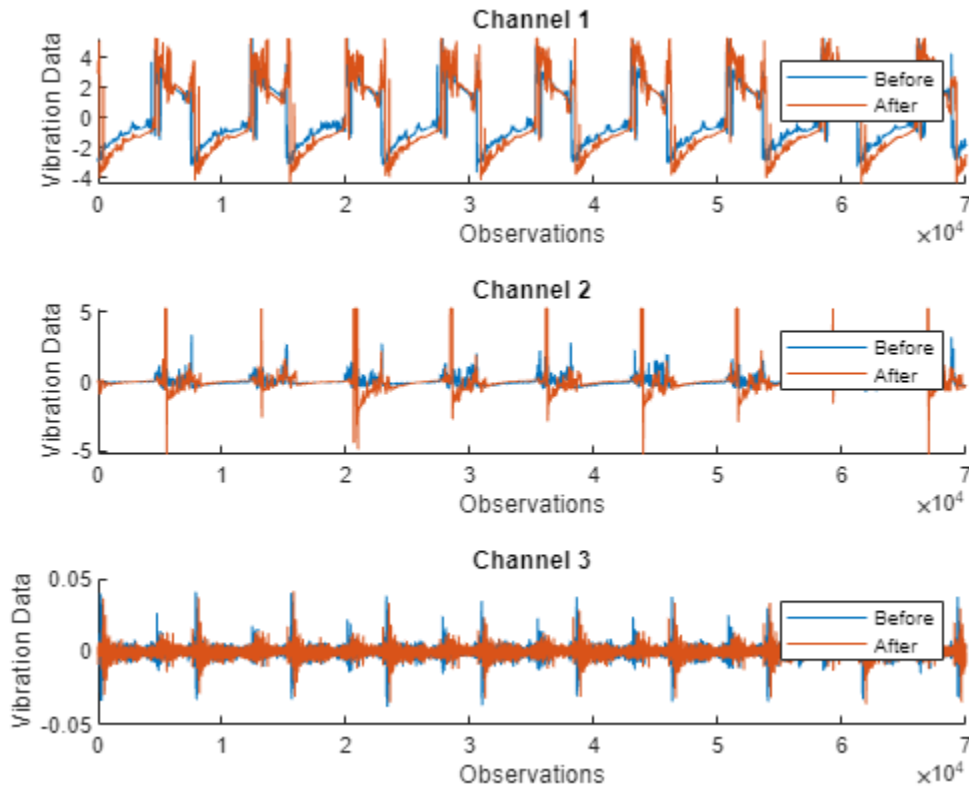 Channel 1
Vibration Data
4
2
0
-2
-4
Before
After
0 1 2 3 4 5 6 7
Observations
×10⁴
Channel 2
Vibration Data
5
0
-5
Before
After
0 1 2 3 4 5 6 7
Observations
×10⁴
Channel 3
Vibration Data
0.05
0
-0.05
Before
After
0 1 2 3 4 5 6 7
Observations
×10⁴